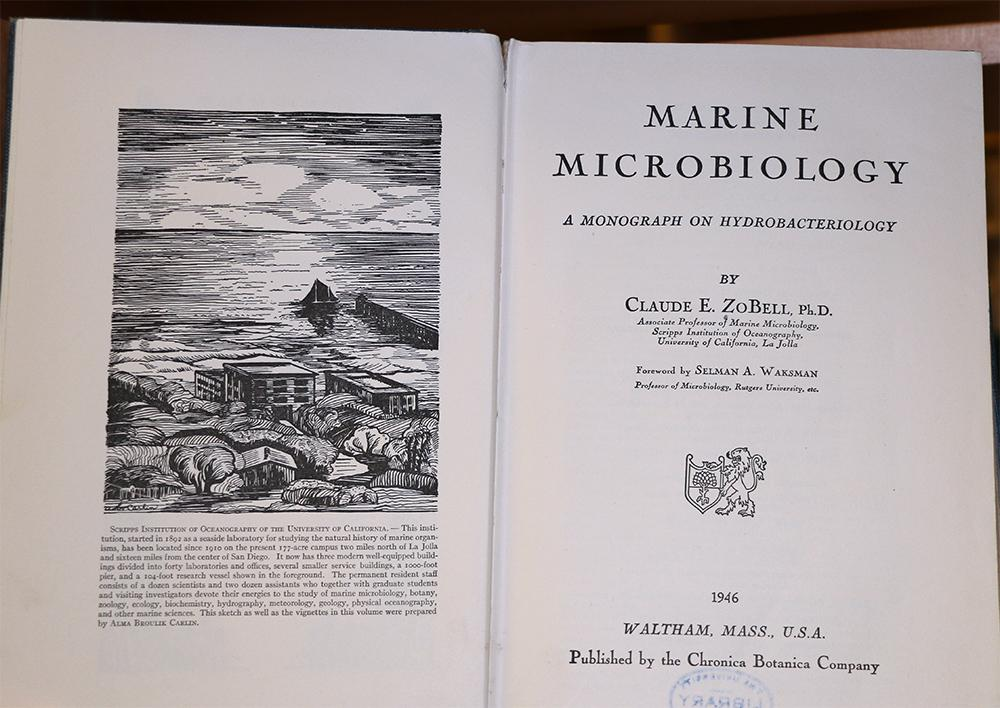 a. b. Carlin
SCRIPPS INSTITUTION OF OCEANOGRAPHY OF THE UNIVERSITY OF CALIFORNIA. — This insti-
tution, started in 1892 as a seaside laboratory for studying the natural history of marine organ-
isms, has been located since 1910 on the present 177-acre campus two miles north of La Jolla
and sixteen miles from the center of San Diego. It now has three modern well-equipped build-
ings divided into forty laboratories and offices, several smaller service buildings, a 1000-foot
pier, and a 104-foot research vessel shown in the foreground. The permanent resident staff
consists of a dozen scientists and two dozen assistants who together with graduate students
and visiting investigators devote their energies to the study of marine microbiology, botany,
zoology, ecology, biochemistry, hydrography, meteorology, geology, physical oceanography,
and other marine sciences. This sketch as well as the vignettes in this volume were prepared
by ALMA BROULIK CARLIN.
MARINE
MICROBIOLOGY
A MONOGRAPH ON HYDROBACTERIOLOGY
BY
CLAUDE E. ZOBELL, Ph.D.
Associate Professor of Marine Microbiology,
Scripps Institution of Oceanography,
University of California, La Jolla
Foreword by SELMAN A. WAKSMAN
Professor of Microbiology, Rutgers University, etc.
1946
WALTHAM, MASS., U.S.A.
Published by the Chronica Botanica Company
THE UNIVERSITY
LIBRARY